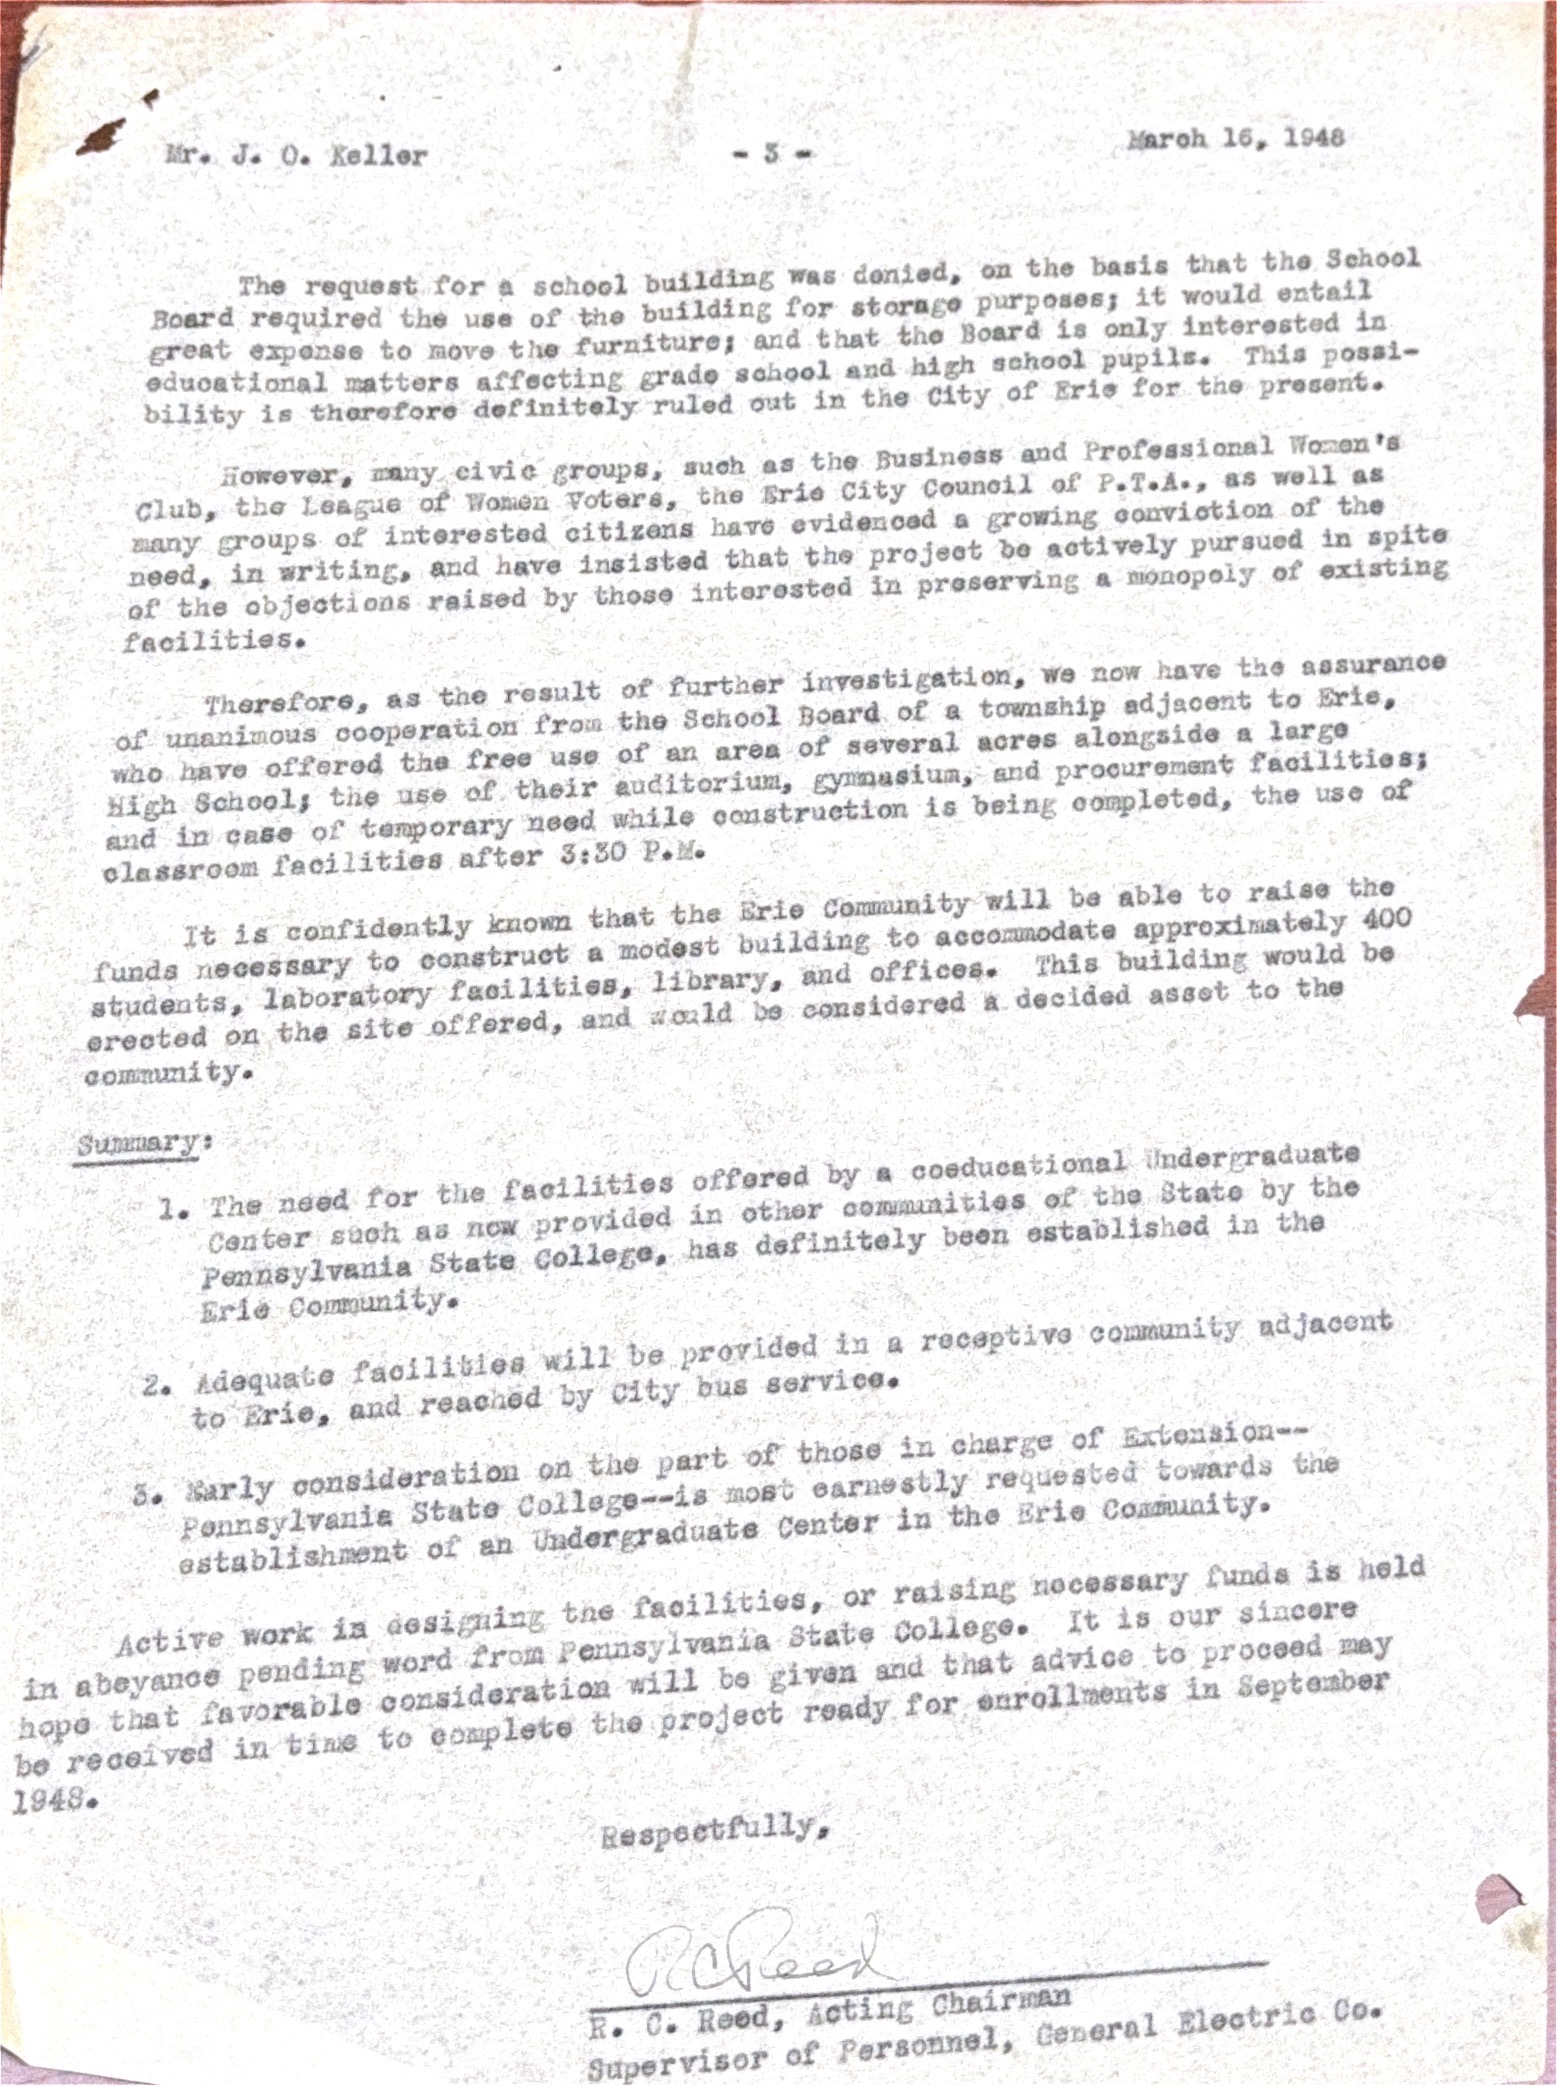 Mr. J. O. Keller - 3 - March 16, 1948
The request for a school building was denied, on the basis that the School
Board required the use of the building for storage purposes; it would entail
great expense to move the furniture; and that the Board is only interested in
educational matters affecting grade school and high school pupils. This possi-
bility is therefore definitely ruled out in the City of Erie for the present.
However, many civic groups, such as the Business and Professional Women's
Club, the League of Women Voters, the Erie City Council of P.T.A., as well as
many groups of interested citizens have evidenced a growing conviction of the
need, in writing, and have insisted that the project be actively pursued in spite
of the objections raised by those interested in preserving a monopoly of existing
facilities.
Therefore, as the result of further investigation, we now have the assurance
of unanimous cooperation from the School Board of a township adjacent to Erie,
who have offered the free use of an area of several acres alongside a large
High School; the use of their auditorium, gymnasium, and procurement facilities;
and in case of temporary need while construction is being completed, the use of
classroom facilities after 3:30 P.M.
It is confidently known that the Erie Community will be able to raise the
funds necessary to construct a modest building to accommodate approximately 400
students, laboratory facilities, library, and offices. This building would be
erected on the site offered, and would be considered a decided asset to the
community.
Summary:
1. The need for the facilities offered by a coeducational Undergraduate
Center such as now provided in other communities of the State by the
Pennsylvania State College, has definitely been established in the
Erie Community.
2. Adequate facilities will be provided in a receptive community adjacent
to Erie, and reached by City bus service.
3. Early consideration on the part of those in charge of Extension--
Pennsylvania State College--is most earnestly requested towards the
establishment of an Undergraduate Center in the Erie Community.
Active work in designing the facilities, or raising necessary funds is held
in abeyance pending word from Pennsylvania State College. It is our sincere
hope that favorable consideration will be given and that advice to proceed may
be received in time to complete the project ready for enrollments in September
1948.
Respectfully,
R C Reed
R. C. Reed, Acting Chairman
Supervisor of Personnel, General Electric Co.